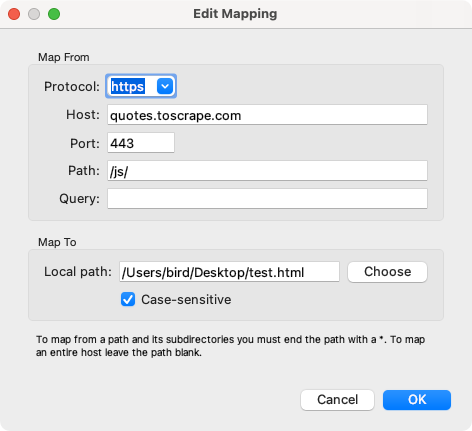 Edit Mapping
Map From
Protocol: https
Host: quotes.toscrape.com
Port: 443
Path: /js/
Query:
Map To
Local path: /Users/bird/Desktop/test.html Choose
Case-sensitive
To map from a path and its subdirectories you must end the path with a *. To map
an entire host leave the path blank.
Cancel OK